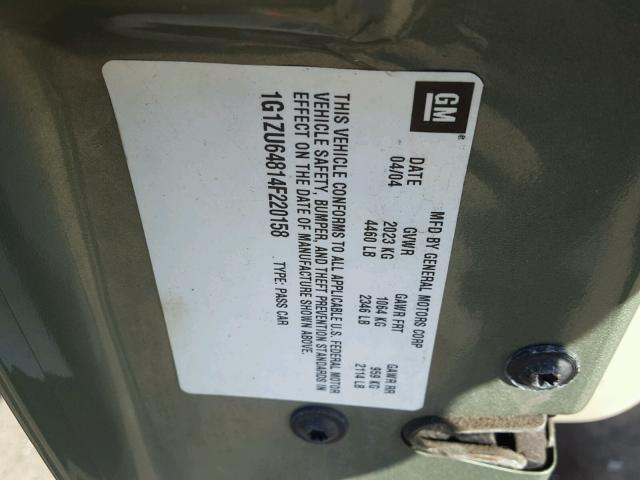 GM
MFD BY GENERAL MOTORS CORP
DATE GVWR GAWR FRT GAWR RR
04/04 2023 KG 1064 KG 959 KG
4460 LB 2346 LB 2114 LB
THIS VEHICLE CONFORMS TO ALL APPLICABLE U.S. FEDERAL MOTOR
VEHICLE SAFETY, BUMPER, AND THEFT PREVENTION STANDARDS IN
EFFECT ON THE DATE OF MANUFACTURE SHOWN ABOVE.
1G1ZU64814F220158 TYPE: PASS CAR